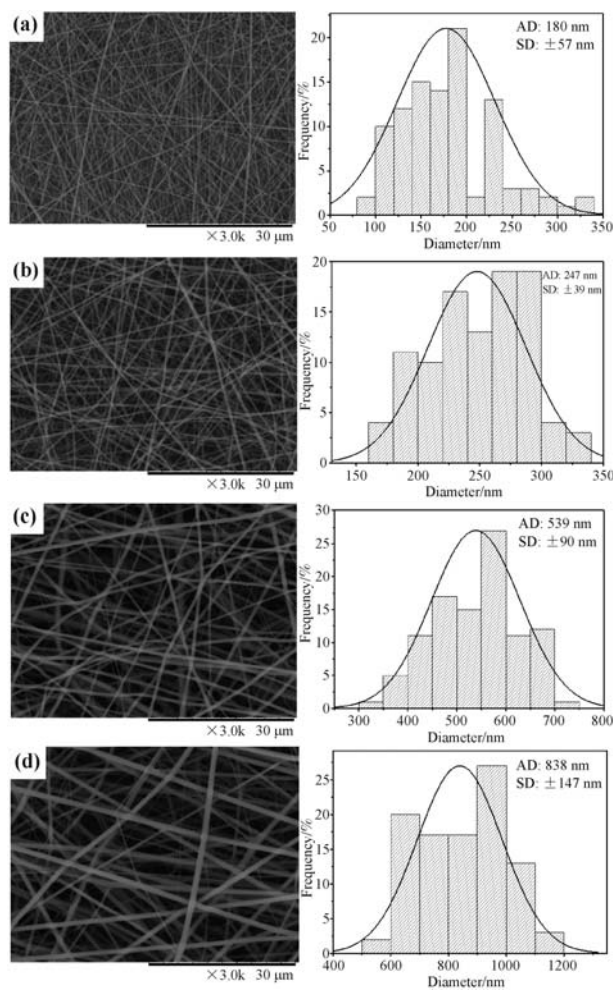 (a)
AD: 180 nm
SD: ±57 nm
20
15
10
5
0
Frequency/%
50 100 150 200 250 300 350
Diameter/nm
×3.0k 30 μm
(b)
20
AD: 247 nm
SD: ±39 nm
15
10
5
0
Frequency/%
200 250 300 350
Diameter/nm
×3.0k 30 μm
(c)
30
AD: 539 nm
SD: ±90 nm
25
20
15
10
5
0
Frequency/%
300 400 500 600 700 800
Diameter/nm
×3.0k 30 μm
(d)
AD: 838 nm
SD: ±147 nm
25
20
15
10
5
0
Frequency/%
400 600 800 1000 1200
Diameter/nm
×3.0k 30 μm